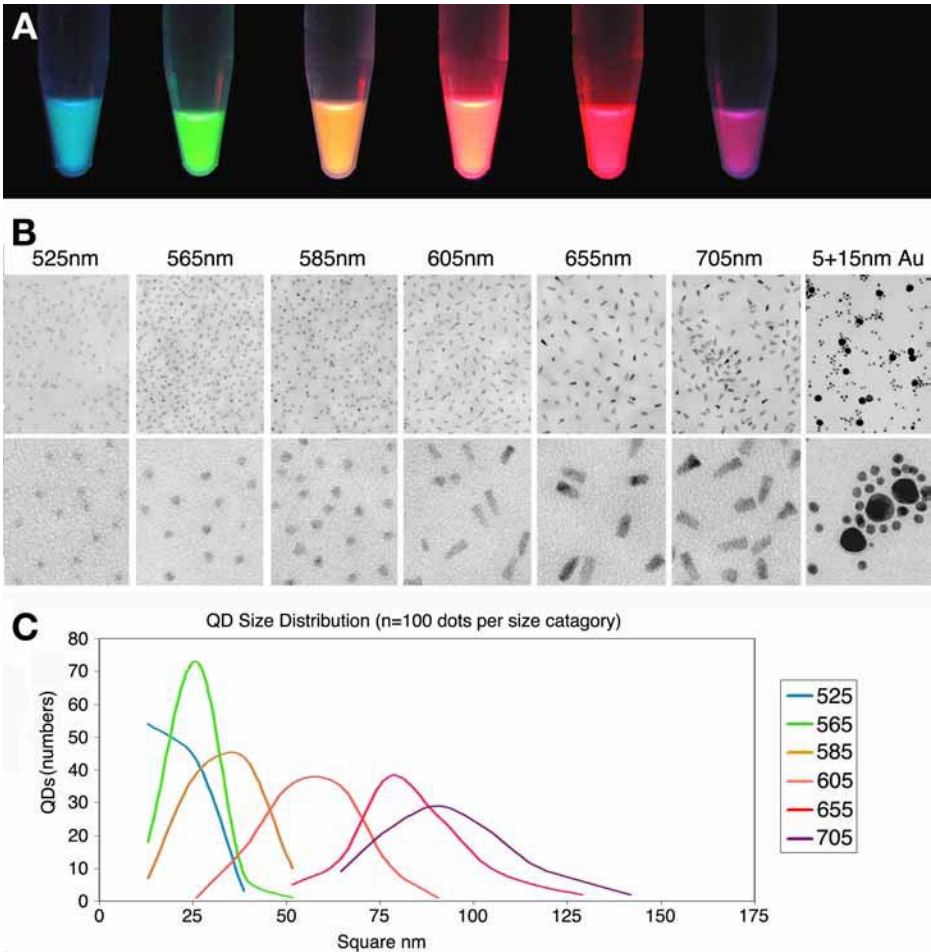 A
B
525nm 565nm 585nm 605nm 655nm 705nm 5+15nm Au
C
QD Size Distribution (n=100 dots per size catagory)
80
70
60
50
40
30
20
10
0
QDs (numbers)
0 25 50 75 100 125 150 175
Square nm
525
565
585
605
655
705